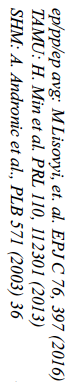 ep/pp/ep avg: M.Lisovyi, et. al. EPJ C 76, 397 (2016)
TAMU: H. Min et al. PRL 110, 112301 (2013)
SHM: A. Andronic et al., PLB 571 (2003) 36